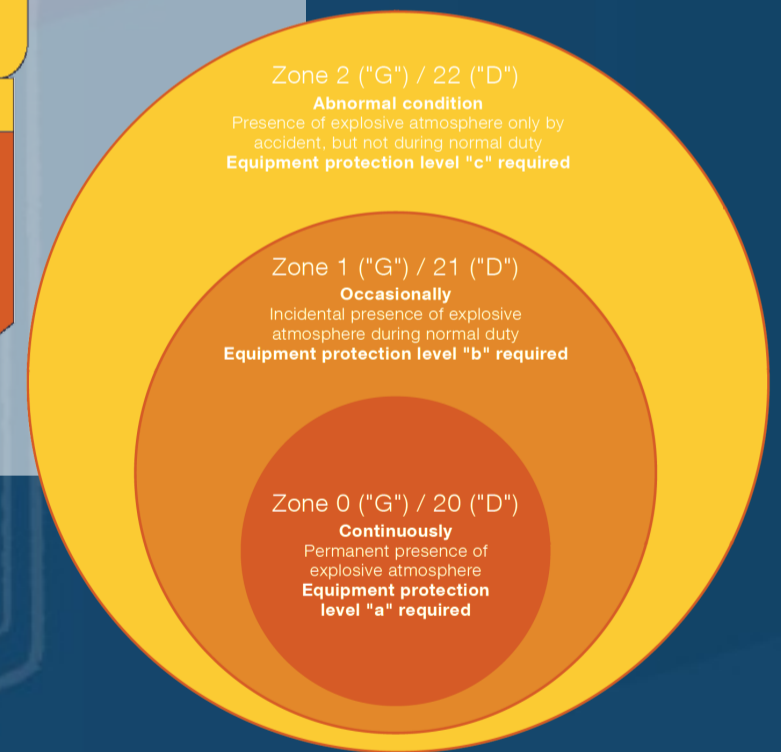 Zone 2 ("G") / 22 ("D")
Abnormal condition
Presence of explosive atmosphere only by
accident, but not during normal duty
Equipment protection level "c" required
Zone 1 ("G") / 21 ("D")
Occasionally
Incidental presence of explosive
atmosphere during normal duty
Equipment protection level "b" required
Zone 0 ("G") / 20 ("D")
Continuously
Permanent presence of
explosive atmosphere
Equipment protection
level "a" required